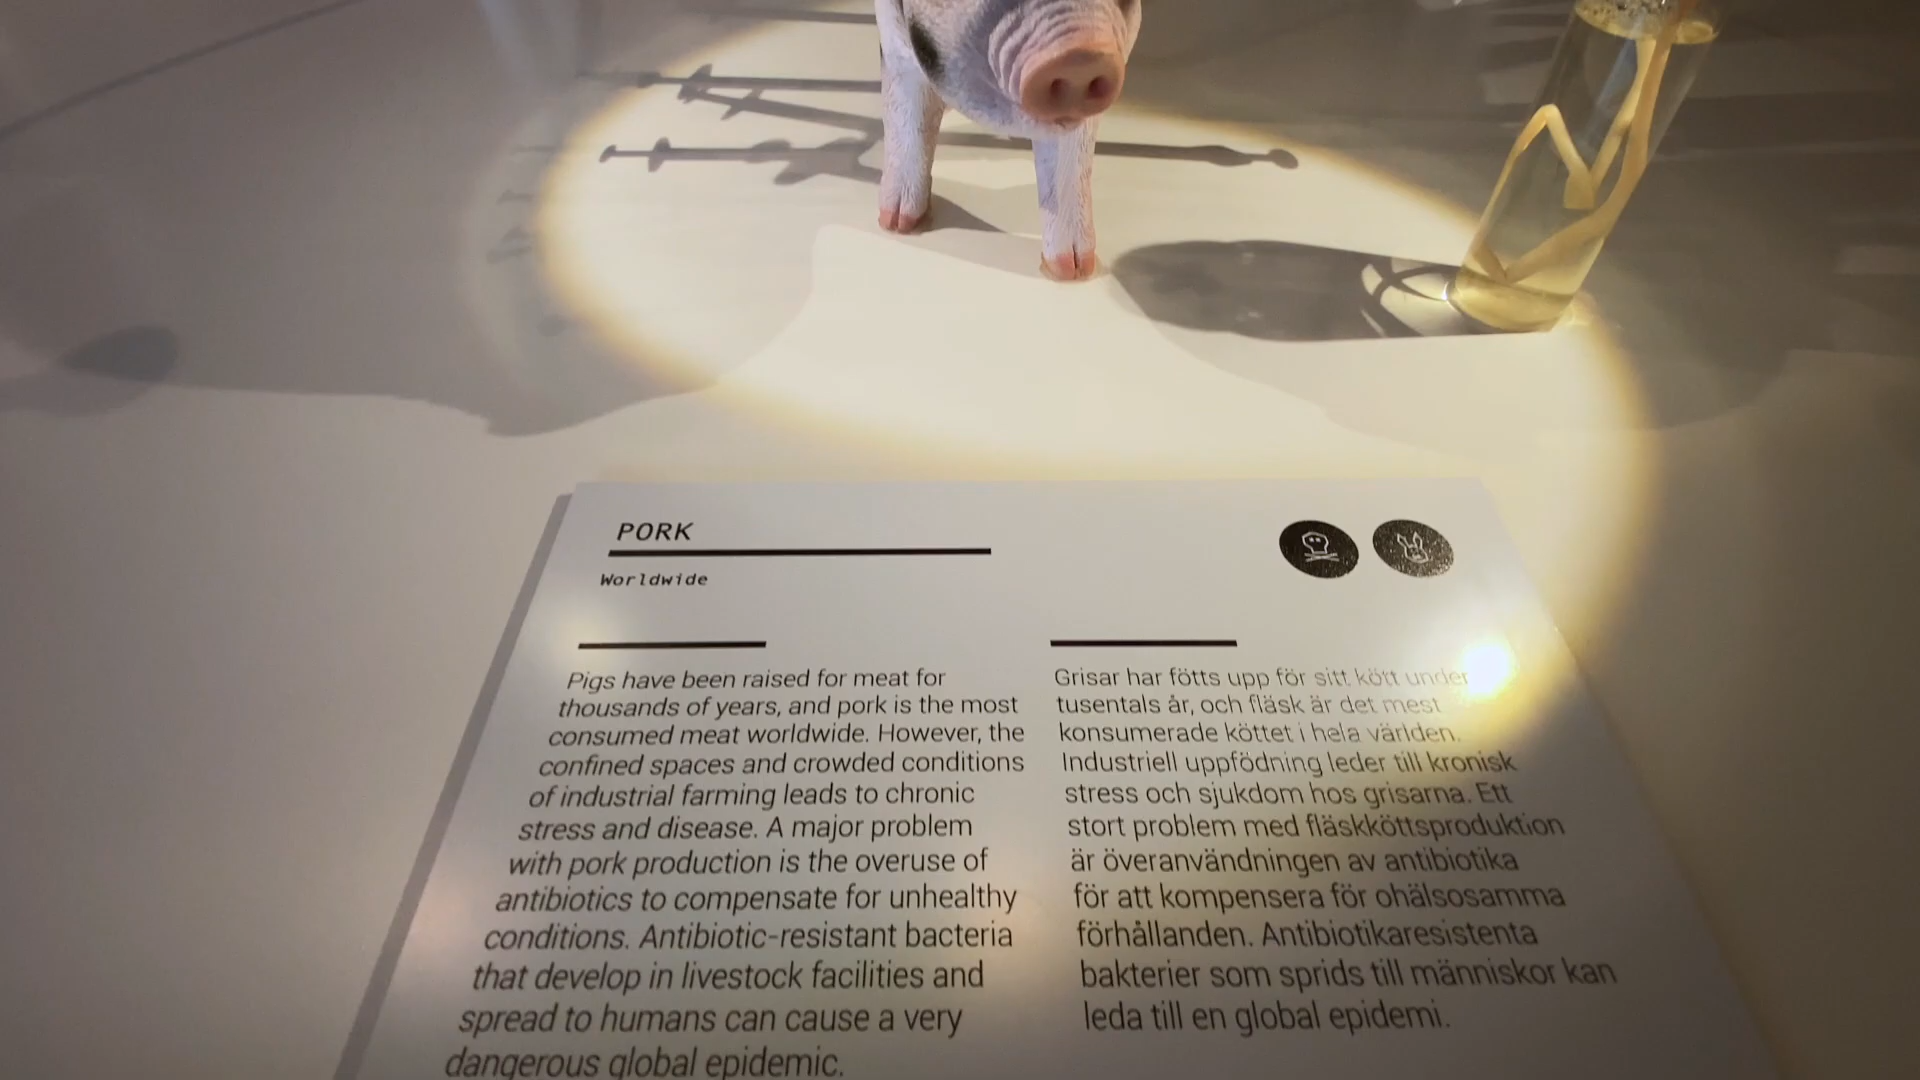 PORK
Worldwide
Pigs have been raised for meat for
thousands of years, and pork is the most
consumed meat worldwide. However, the
confined spaces and crowded conditions
of industrial farming leads to chronic
stress and disease. A major problem
with pork production is the overuse of
antibiotics to compensate for unhealthy
conditions. Antibiotic-resistant bacteria
that develop in livestock facilities and
spread to humans can cause a very
dangerous global epidemic.
Grisar har fötts upp för sitt kött under
tusentals år, och fläsk är det mest
konsumerade köttet i hela världen.
Industriell uppfödning leder till kronisk
stress och sjukdom hos grisarna. Ett
stort problem med fläskköttsproduktion
är överanvändningen av antibiotika
för att kompensera för ohälsosamma
förhållanden. Antibiotikaresistenta
bakterier som sprids till människor kan
leda till en global epidemi.